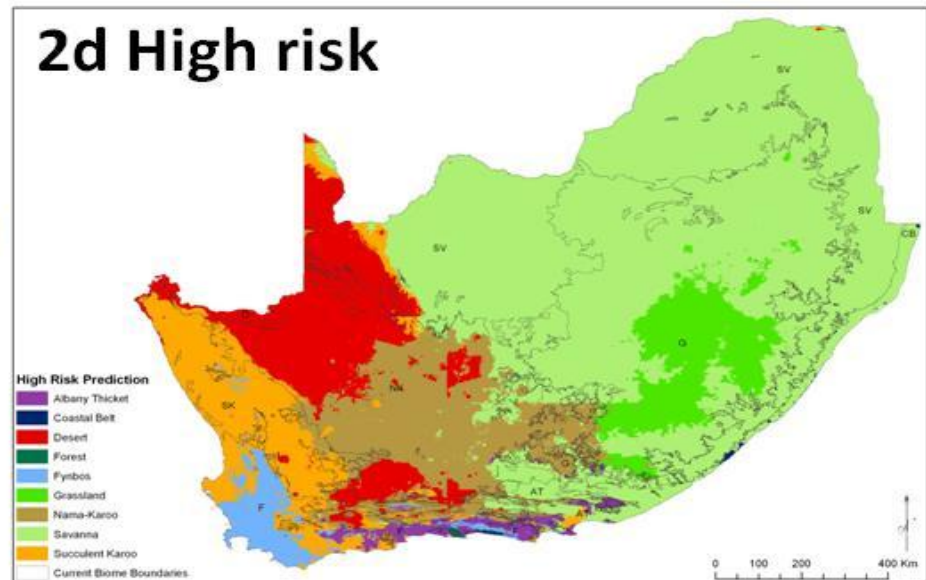 2d High risk
SV
SV
SV
CB
G
NK
SK
F
AT
High Risk Prediction
Albany Thicket
Coastal Belt
Desert
Forest
Fynbos
Grassland
Nama-Karoo
Savanna
Succulent Karoo
Current Biome Boundaries
0 100 200 400 Km